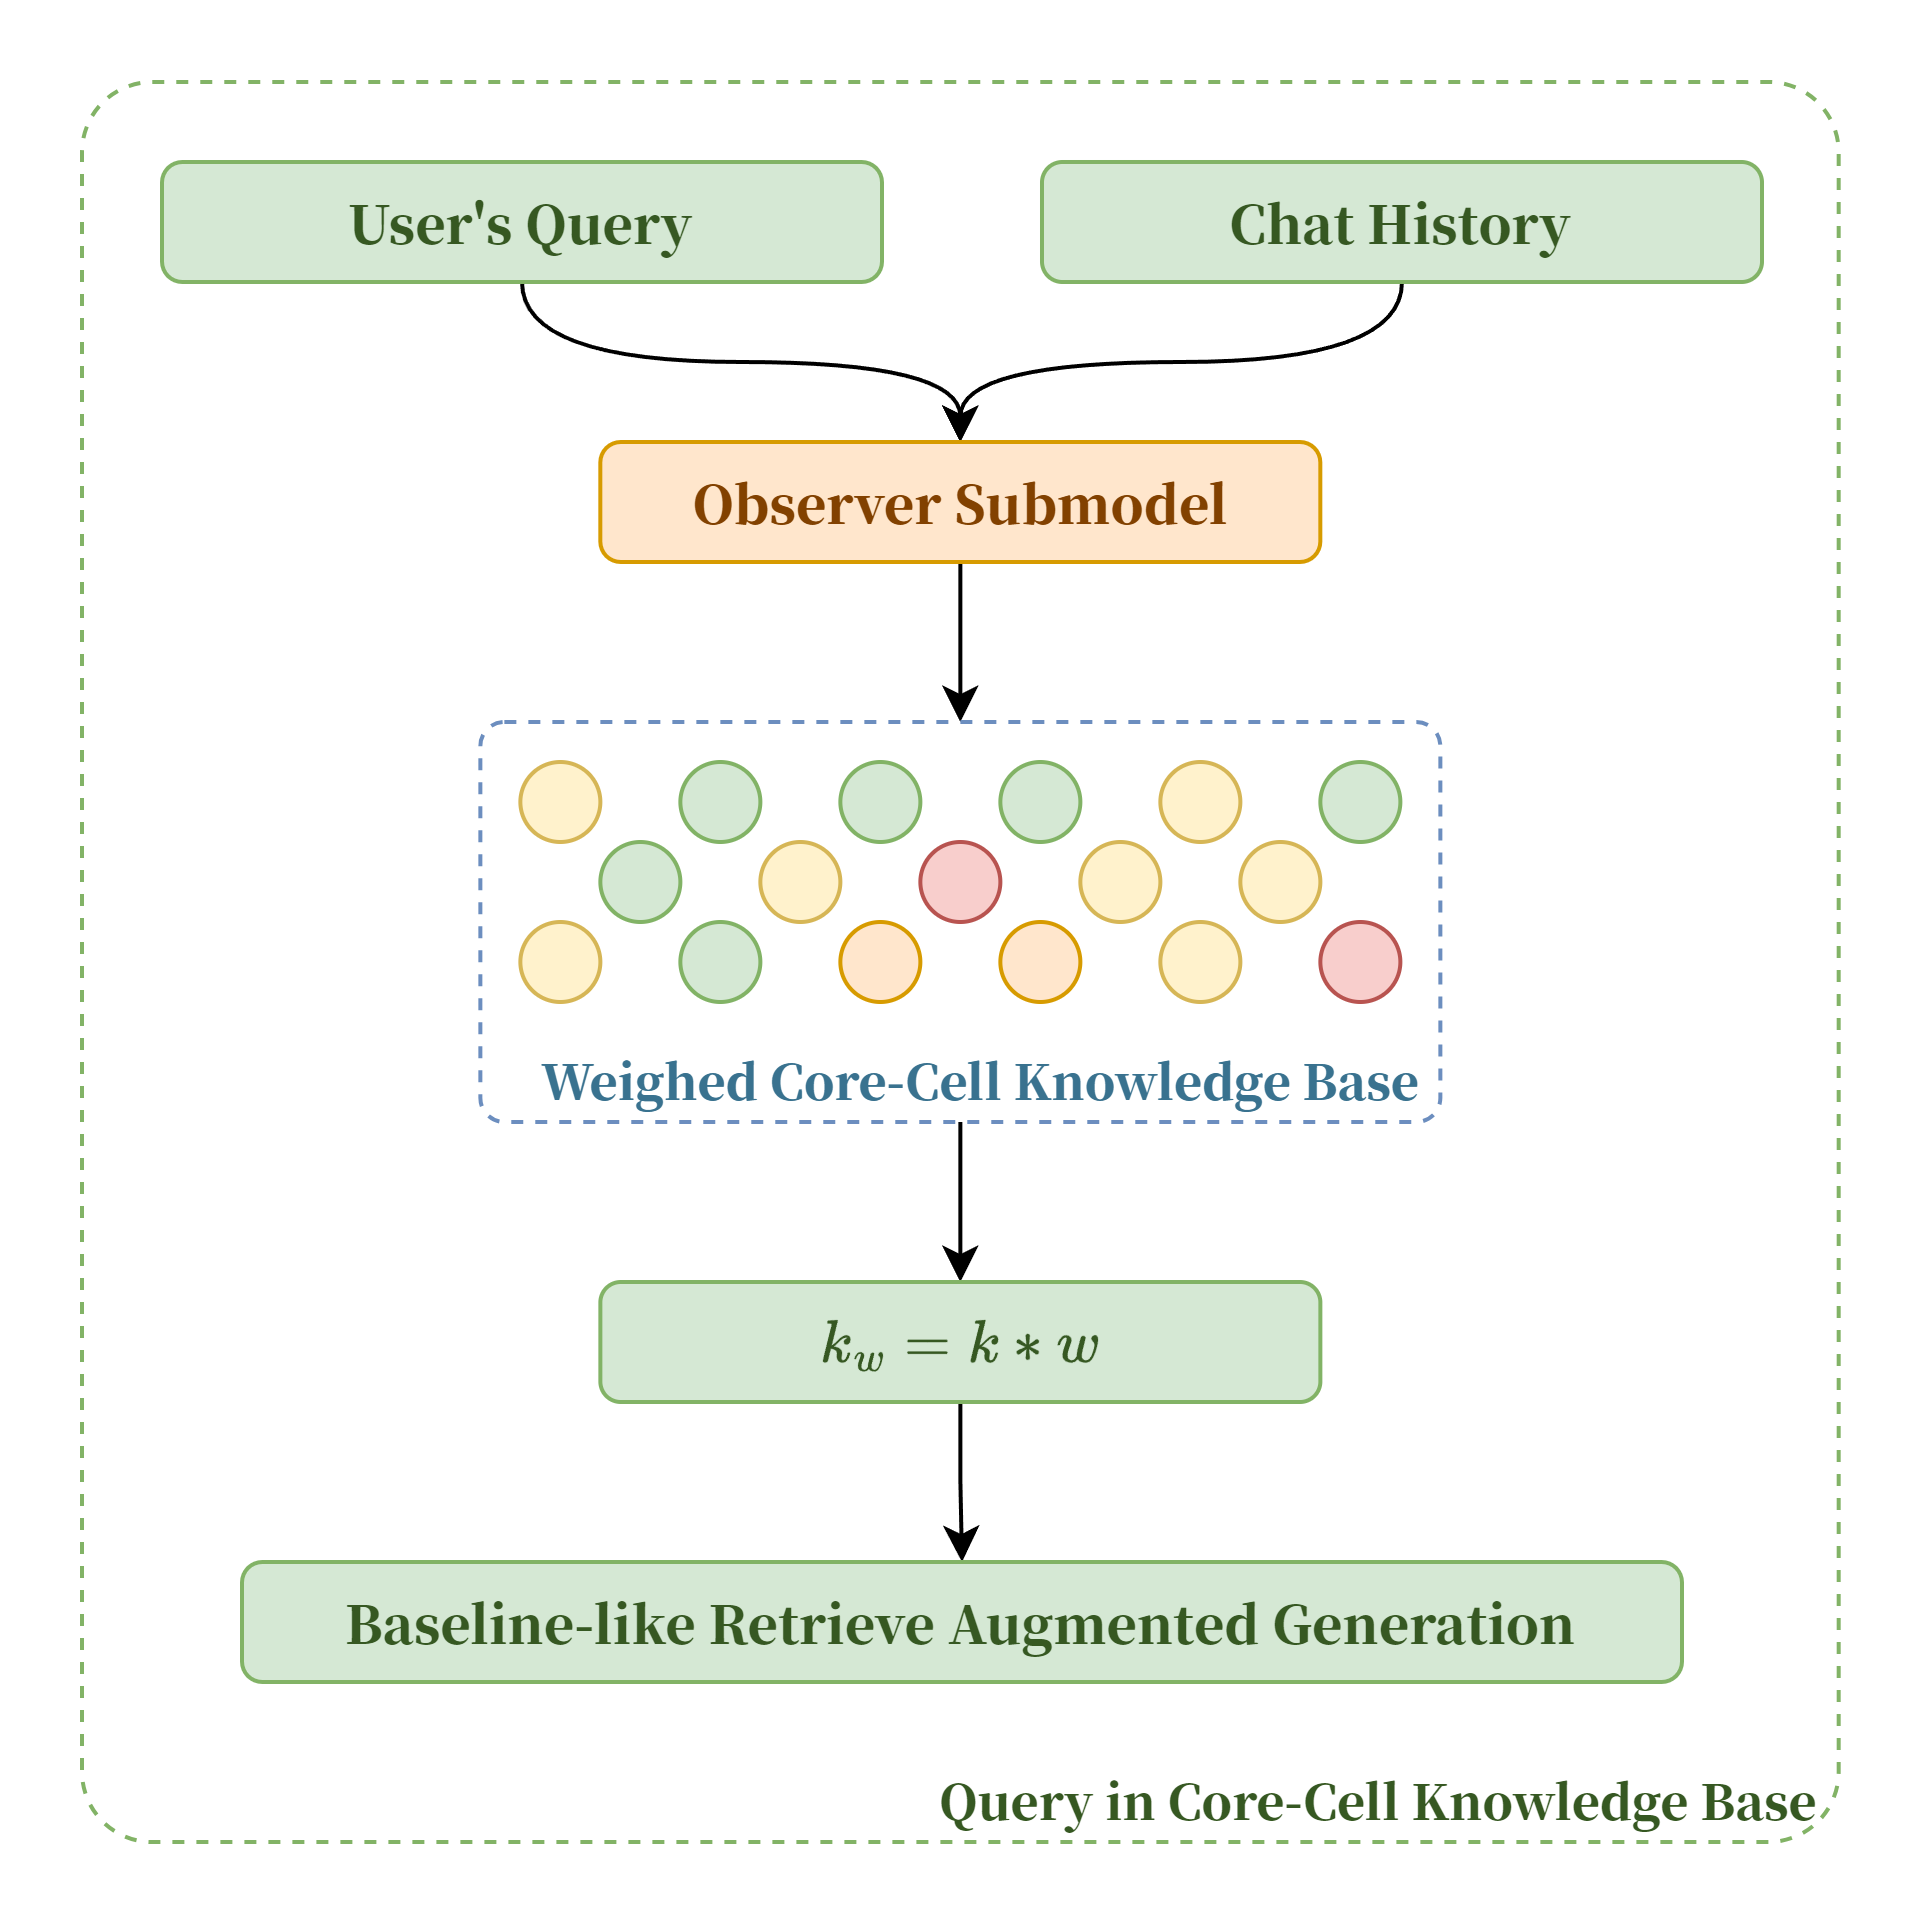 User's Query
Chat History
Observer Submodel
Weighed Core-Cell Knowledge Base
k_w = k * w
Baseline-like Retrieve Augmented Generation
Query in Core-Cell Knowledge Base